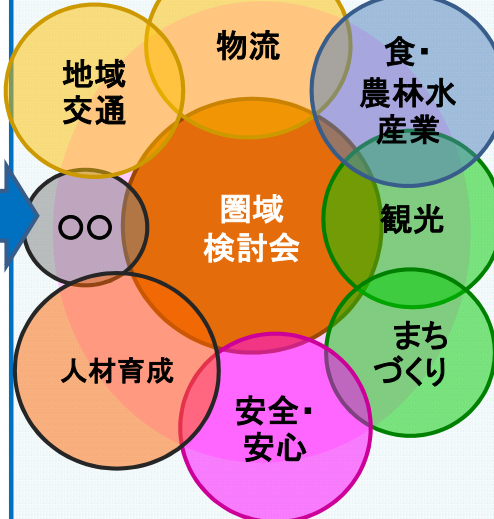 物流
地域
交通
食・
農林水
産業
圏域
検討会
観光
○○
まち
づくり
人材育成
安全・
安心